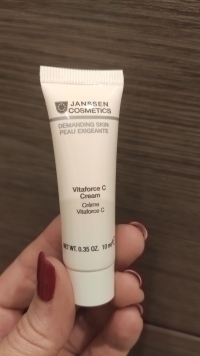 JANSSEN
COSMETICS
DEMANDING SKIN
PEAU EXIGEANTE
Vitaforce C
Cream
Crème
Vitaforce C
NET WT. 0.35 OZ. 10 ml